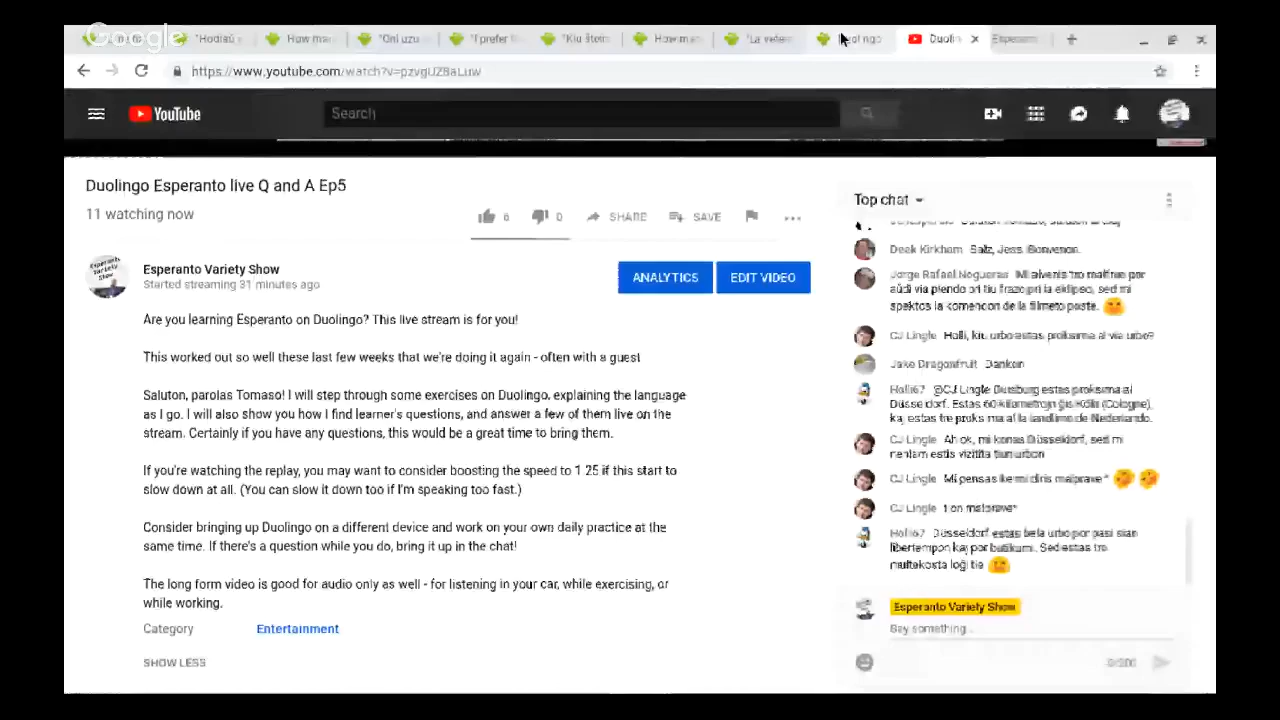 Google
"Hodiaŭ
How ma
"Oni uzu
"I prefer
"Kiu ŝtein
How m
"La veter
Duolin
Esperan
https://www.youtube.com/watch?v=
YouTube
Search
Duolingo Esperanto live Q and A Ep5
11 watching now
6
0
SHARE
SAVE
Esperanto Variety Show
Started streaming 31 minutes ago
ANALYTICS
EDIT VIDEO
Are you learning Esperanto on Duolingo? This live stream is for you!
This worked out so well these last few weeks that we're doing it again - often with a guest
Saluton, parolas Tomaso! I will step through some exercises on Duolingo, explaining the language
as I go. I will also show you how I find learner's questions, and answer a few of them live on the
stream. Certainly if you have any questions, this would be a great time to bring them.
If you're watching the replay, you may want to consider boosting the speed to 1 25 if this start to
slow down at all. (You can slow it down too if I'm speaking too fast.)
Consider bringing up Duolingo on a different device and work on your own daily practice at the
same time. If there's a question while you do, bring it up in the chat!
The long form video is good for audio only as well - for listening in your car, while exercising, or
while working.
Category
Entertainment
SHOW LESS
Top chat
Deek Kirkham Salz, Jess. Bonvenon.
Jorge Rafael Nogueras Mi alvenis tro malfrue por
aŭdi vian plendon pri tiu frazo pri la eklipso, sed mi
spektos la komencon de la filmeto poste.
CJ Lingle Holli, kiu urbo estas proksima al via urbo?
Jake Dragonfruit Dankon
Holli67 @CJ Lingle Duisburg estas proksima al
Düsseldorf. Estas 60 kilometrojn ĝis Köln (Cologne),
kaj estas tre proksima al la landlimo de Nederlando.
CJ Lingle Ah ok, mi konas Düsseldorf, sed mi
neniam estis vizitita tiun urbon
CJ Lingle Mi pensas ke mi diris malprave*
CJ Lingle malprave*
Holli67 Düsseldorf estas bela urbo por pasi sian
libertempon kaj por butikumi. Sed estas tro
multekosta loĝi tie
Esperanto Variety Show
Say something...
0/200